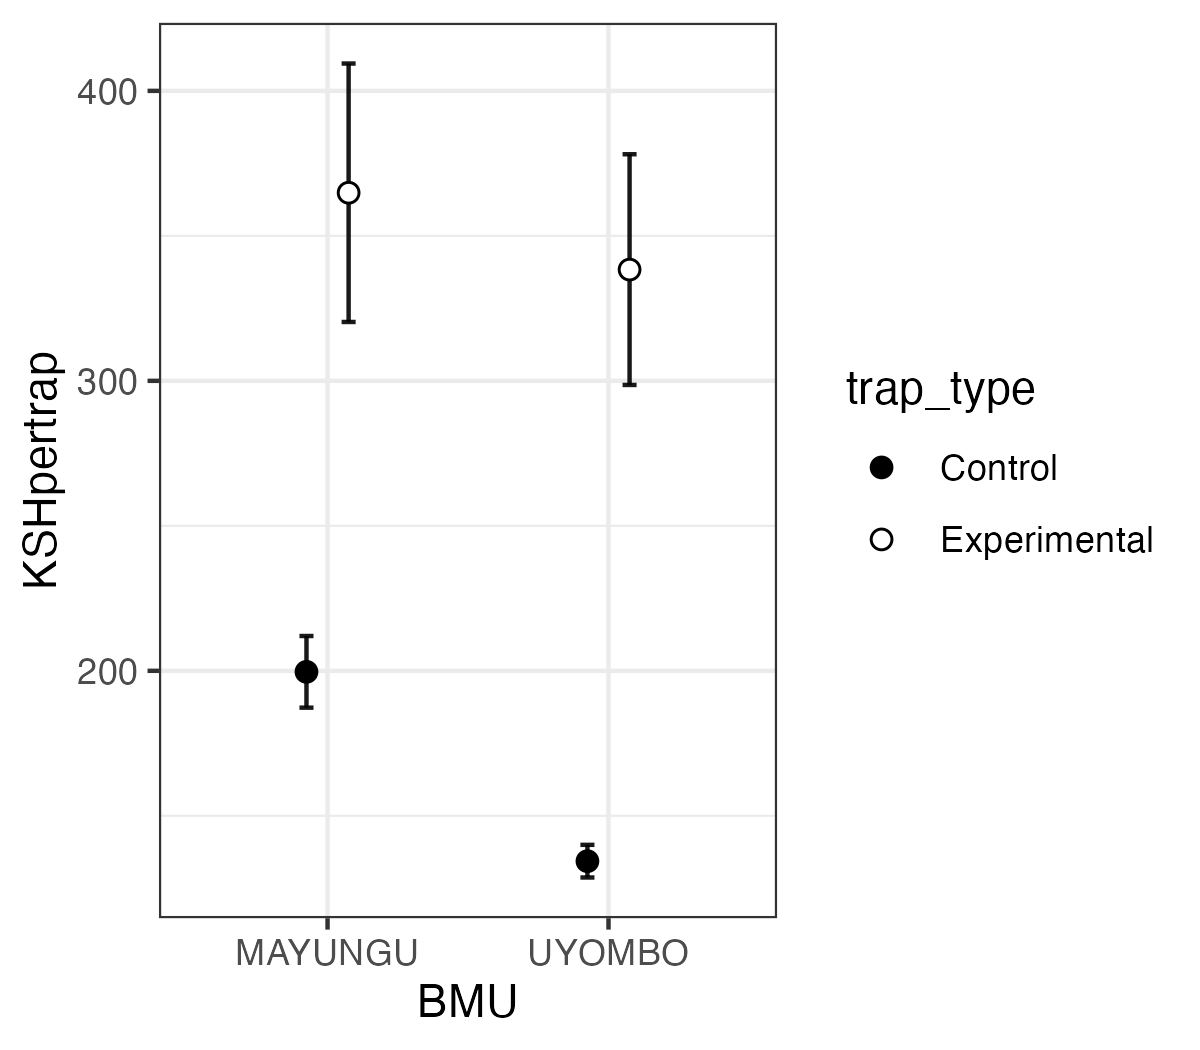 KSHpertrap
400
300
200
MAYUNGU
UYOMBO
BMU
trap_type
Control
Experimental